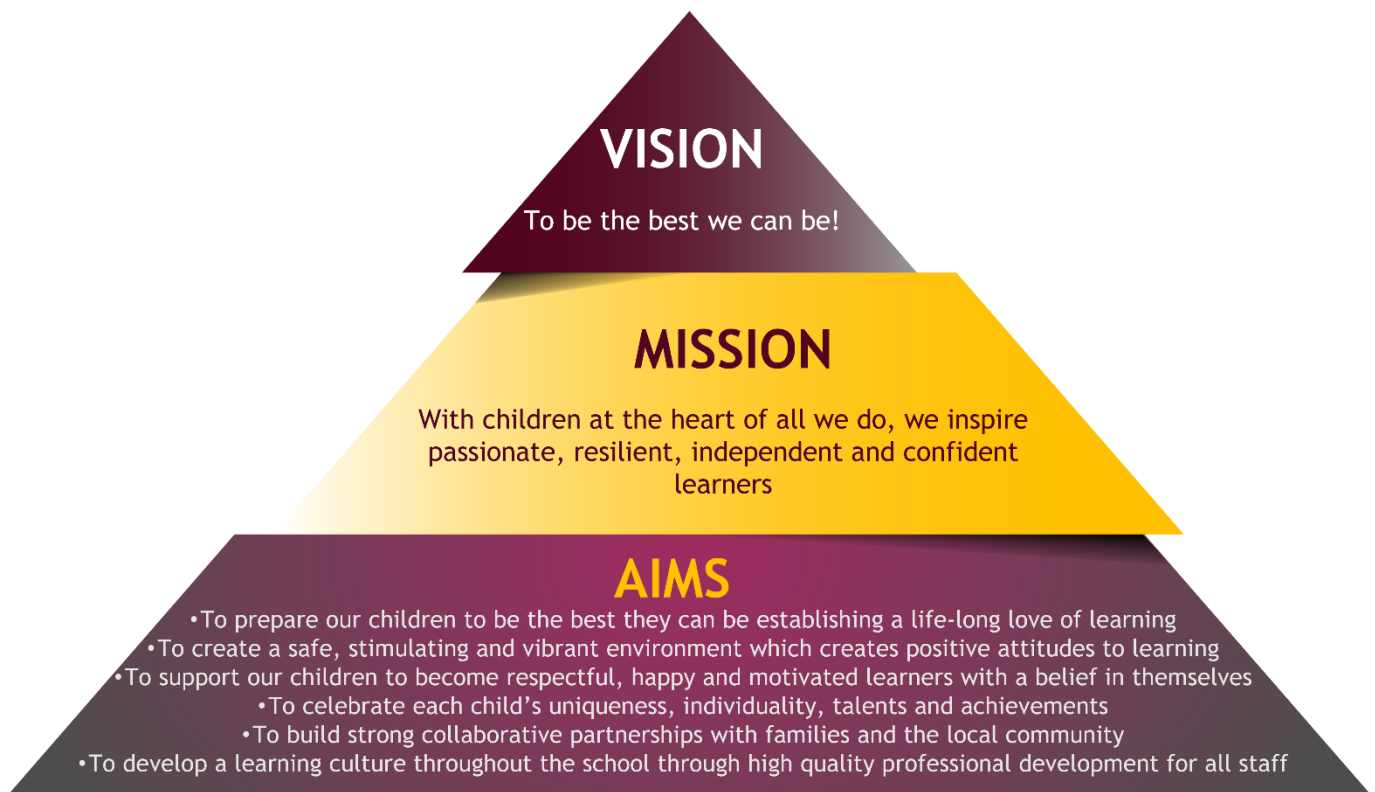 VISION
To be the best we can be!
MISSION
With children at the heart of all we do, we inspire
passionate, resilient, independent and confident
learners
AIMS
•To prepare our children to be the best they can be establishing a life-long love of learning
•To create a safe, stimulating and vibrant environment which creates positive attitudes to learning
•To support our children to become respectful, happy and motivated learners with a belief in themselves
•To celebrate each child’s uniqueness, individuality, talents and achievements
•To build strong collaborative partnerships with families and the local community
•To develop a learning culture throughout the school through high quality professional development for all staff